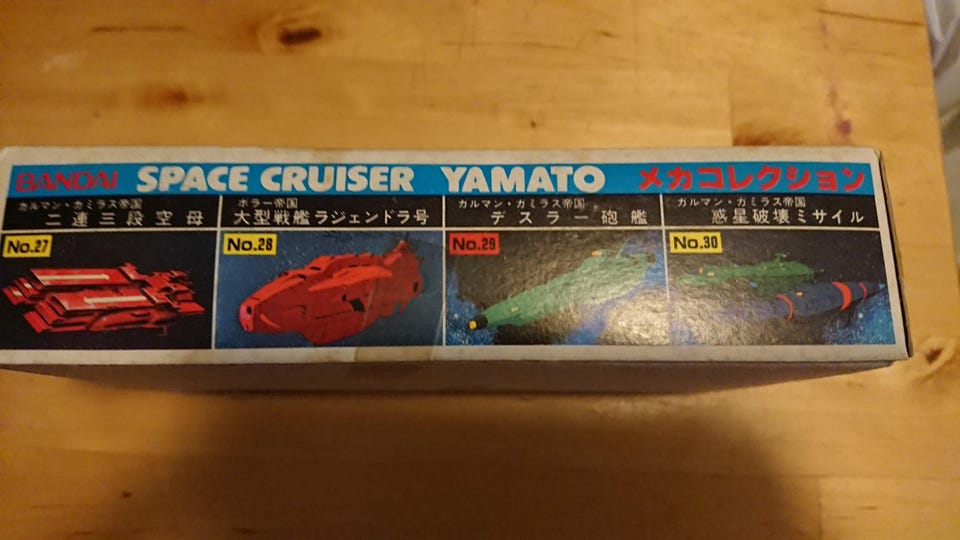 BANDAI SPACE CRUISER YAMATO メカコレクション
ガルマン・ガミラス帝国
二連三段空母
No.27
ボラー帝国
大型戦艦ラジェンドラ号
No.28
ガルマン・ガミラス帝国
デスラー砲艦
No.29
ガルマン・ガミラス帝国
惑星破壊ミサイル
No.30